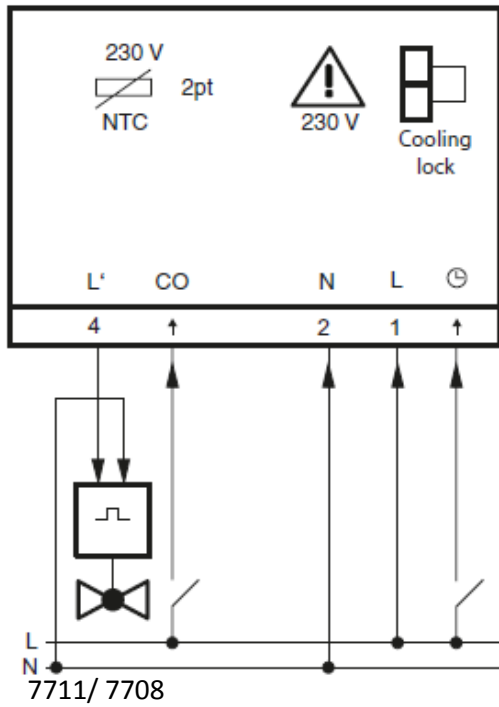 230 V
2pt
NTC
230 V
Cooling
lock
L‘ CO N L
4 2 1
L
N
7711/ 7708